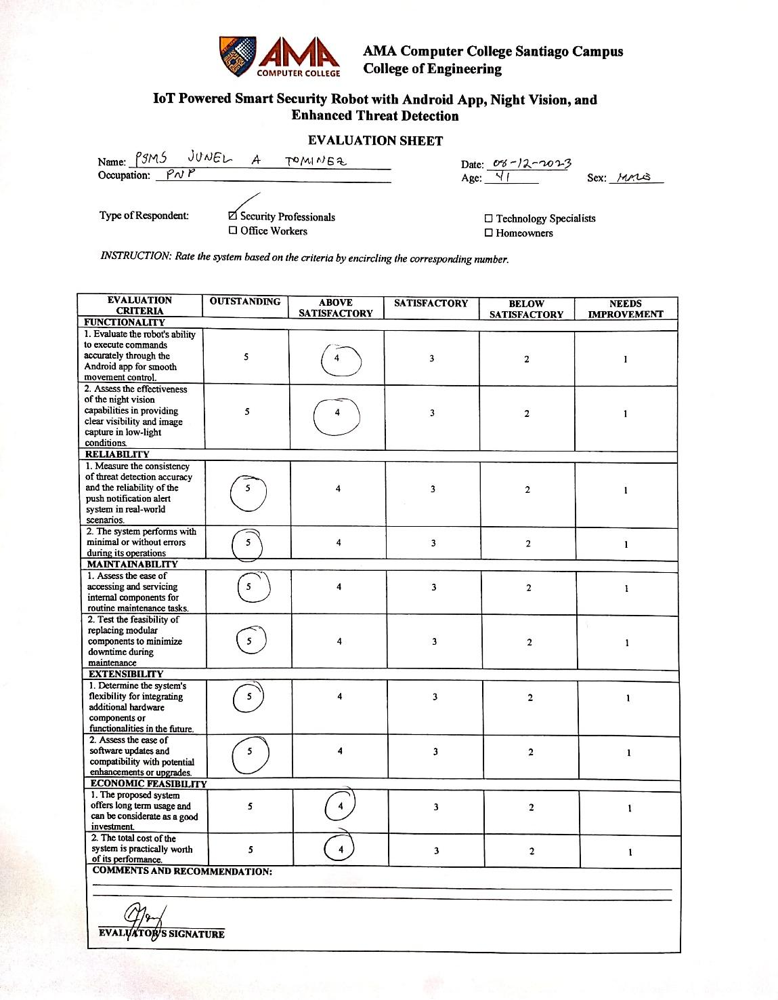 AMA
COMPUTER COLLEGE
AMA Computer College Santiago Campus
College of Engineering
IoT Powered Smart Security Robot with Android App, Night Vision, and
Enhanced Threat Detection
EVALUATION SHEET
Name: PSMS JUNEL A TOMINEZ
Date: 08-12-2023
Occupation: PNP
Age: 41 Sex: MALE
Type of Respondent: Security Professionals
Technology Specialists
Office Workers
Homeowners
INSTRUCTION: Rate the system based on the criteria by encircling the corresponding number.
EVALUATION
CRITERIA
OUTSTANDING
ABOVE
SATISFACTORY
SATISFACTORY
BELOW
SATISFACTORY
NEEDS
IMPROVEMENT
FUNCTIONALITY
1. Evaluate the robot's ability
to execute commands
accurately through the
Android app for smooth
movement control.
5 4 3 2 1
2. Assess the effectiveness
of the night vision
capabilities in providing
clear visibility and image
capture in low-light
conditions.
5 4 3 2 1
RELIABILITY
1. Measure the consistency
of threat detection accuracy
and the reliability of the
push notification alert
system in real-world
scenarios.
5 4 3 2 1
2. The system performs with
minimal or without errors
during its operations
5 4 3 2 1
MAINTAINABILITY
1. Assess the ease of
accessing and servicing
internal components for
routine maintenance tasks.
5 4 3 2 1
2. Test the feasibility of
replacing modular
components to minimize
downtime during
maintenance
5 4 3 2 1
EXTENSIBILITY
1. Determine the system's
flexibility for integrating
additional hardware
components or
functionalities in the future.
5 4 3 2 1
2. Assess the ease of
software updates and
compatibility with potential
enhancements or upgrades.
5 4 3 2 1
ECONOMIC FEASIBILITY
1. The proposed system
offers long term usage and
can be considerate as a good
investment.
5 4 3 2 1
2. The total cost of the
system is practically worth
of its performance.
5 4 3 2 1
COMMENTS AND RECOMMENDATION:
EVALUATOR'S SIGNATURE